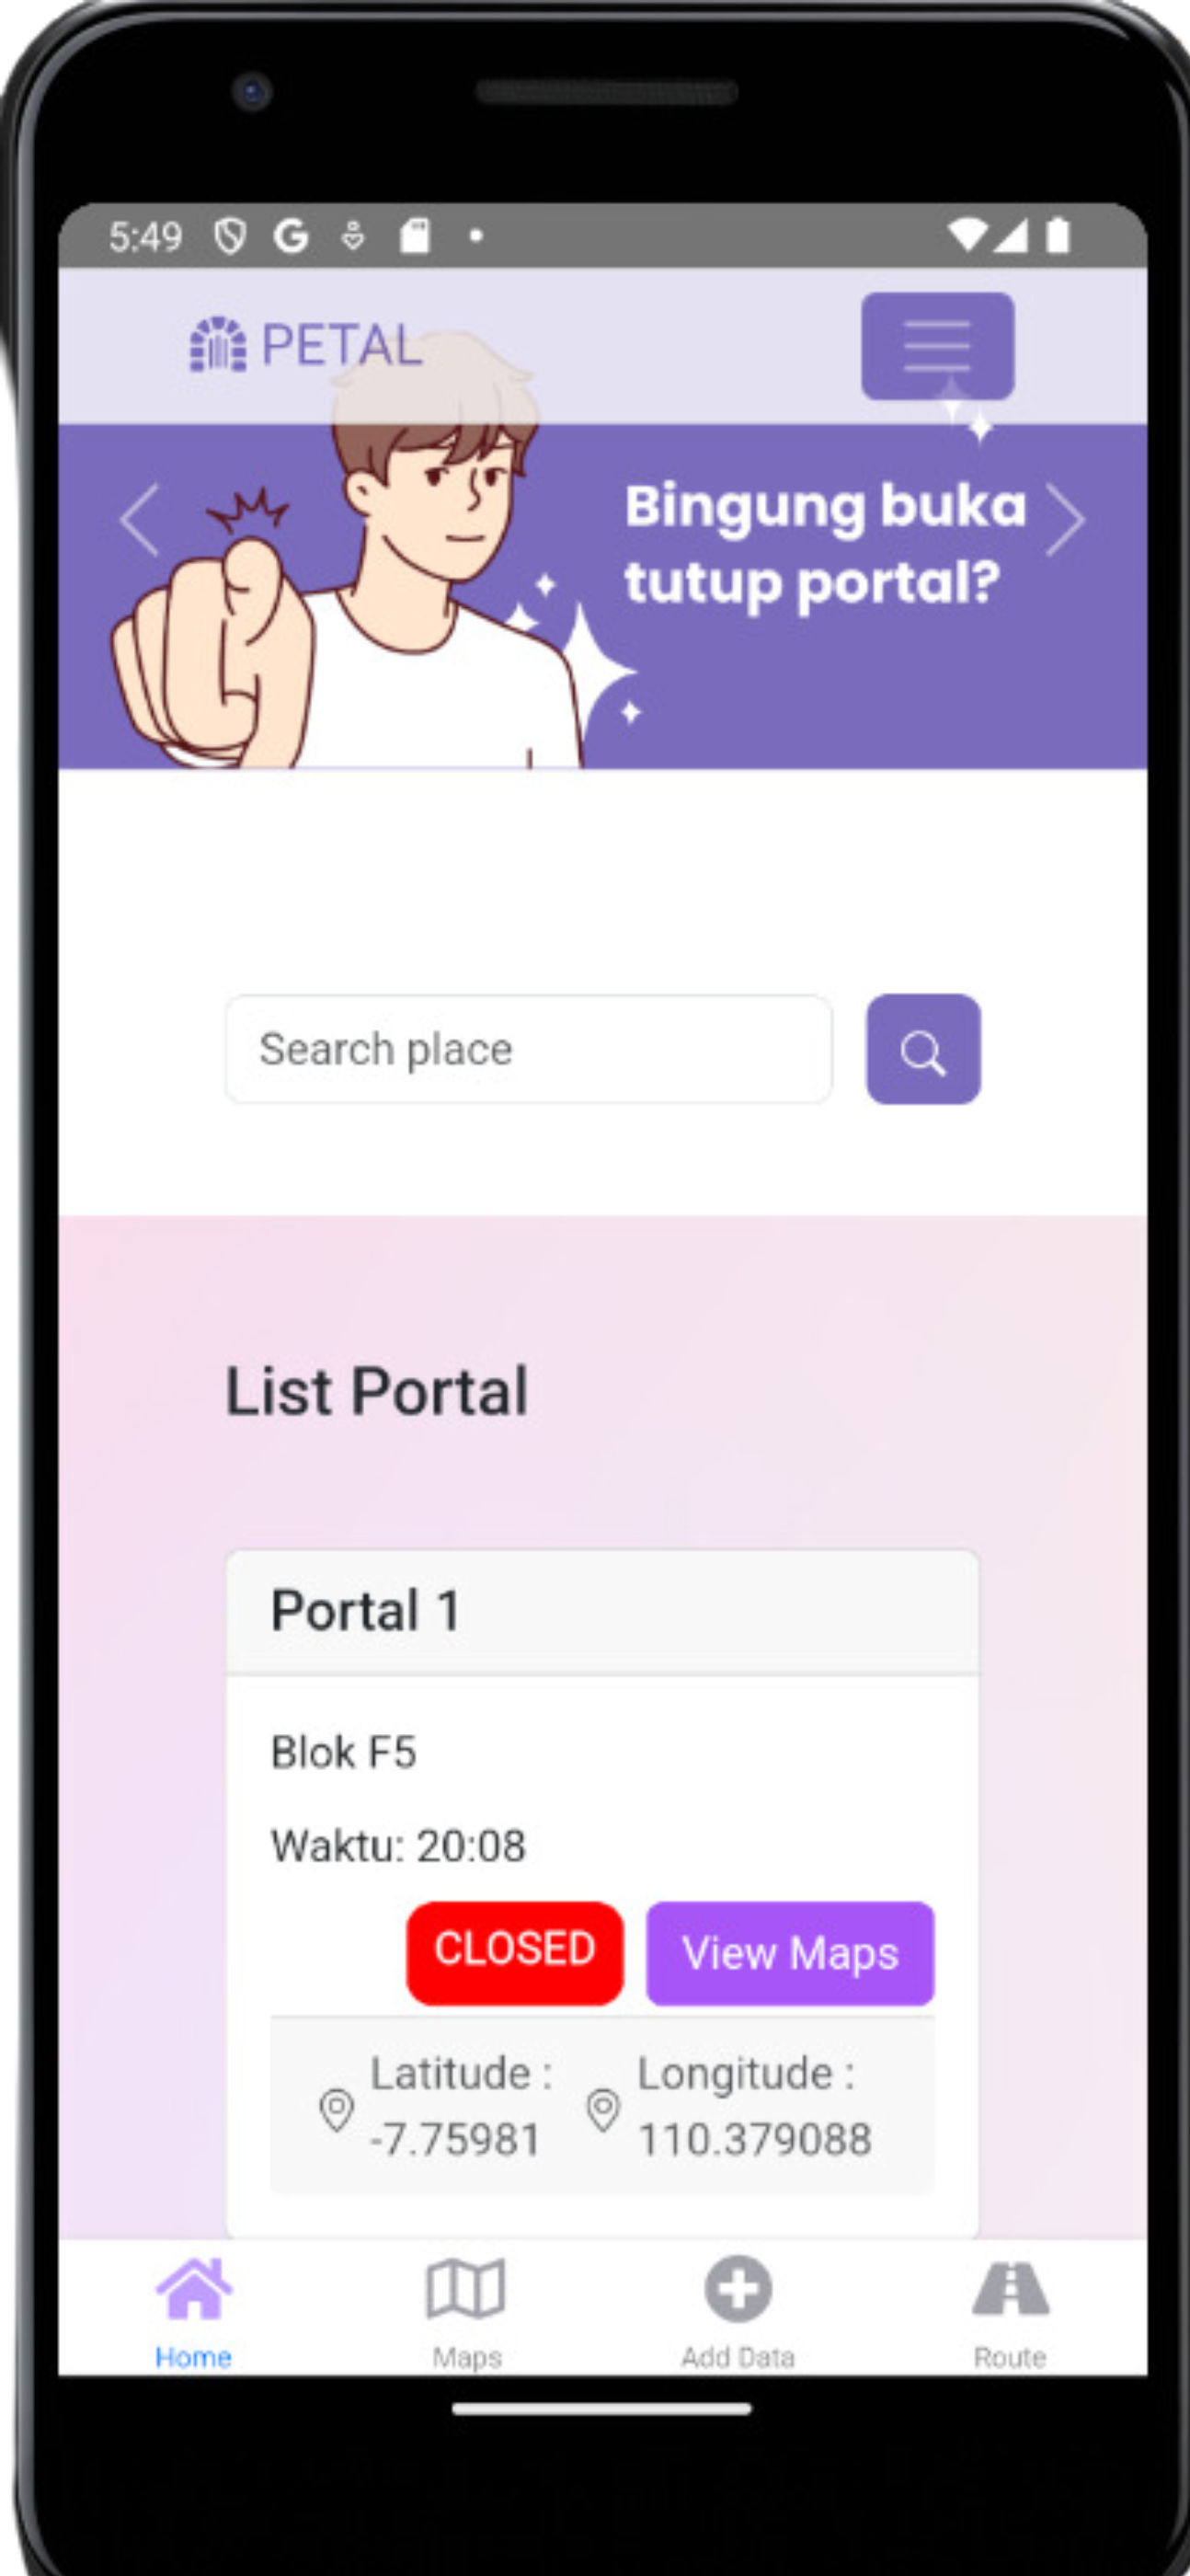 5:49
PETAL
Bingung buka
tutup portal?
Search place
List Portal
Portal 1
Blok F5
Waktu: 20:08
CLOSED
View Maps
Latitude :
-7.75981
Longitude :
110.379088
Home
Maps
Add Data
Route